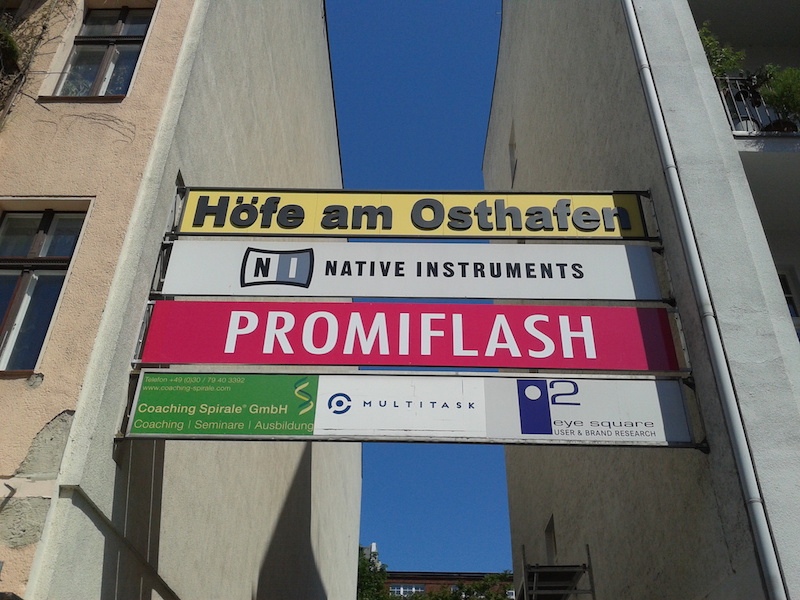 Höfe am Osthafen
NI NATIVE INSTRUMENTS
PROMIFLASH
Telefon +49 (0)30 / 79 40 3392
www.coaching-spirale.com
Coaching Spirale® GmbH
Coaching | Seminare | Ausbildung
MULTITASK
2
eye square
USER & BRAND RESEARCH